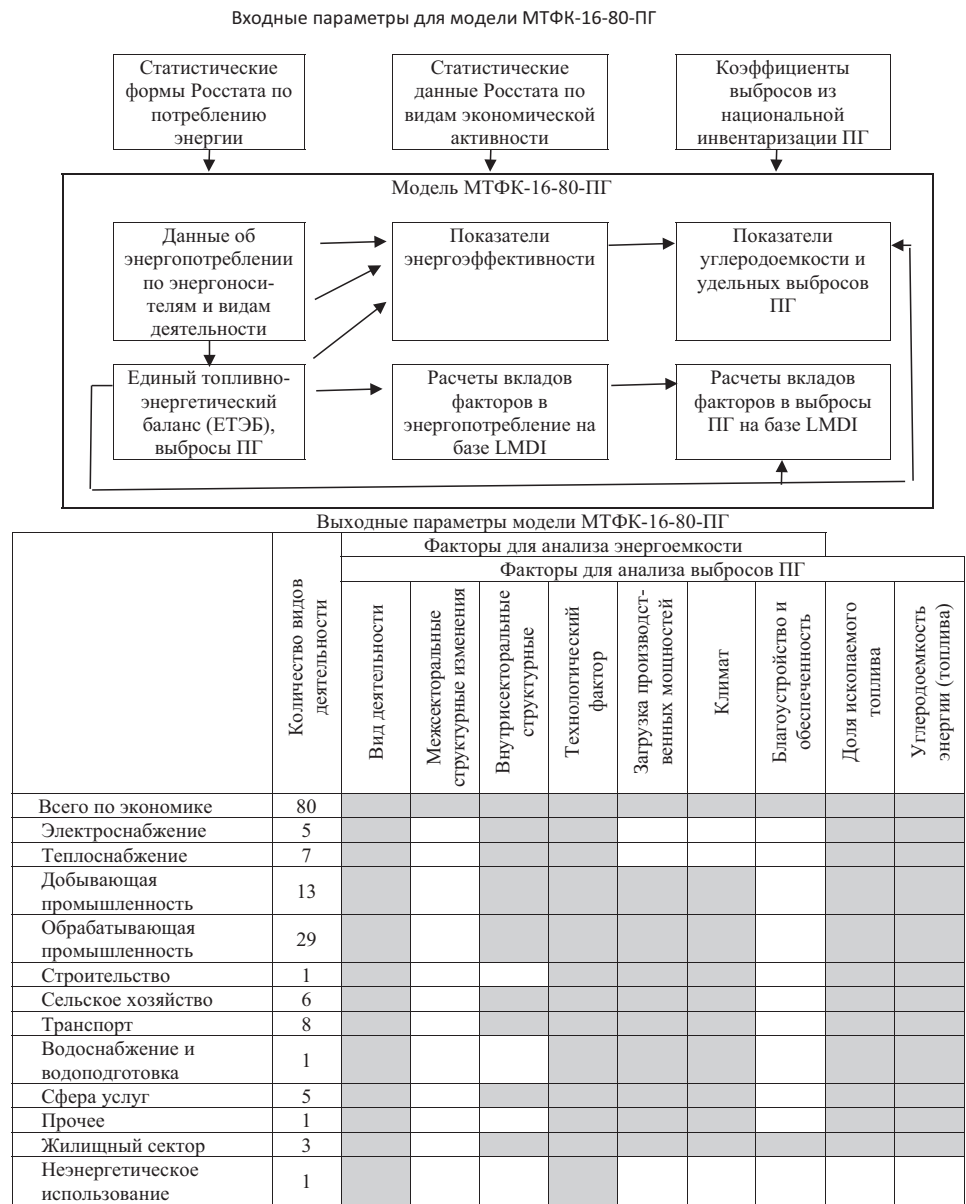 Входные параметры для модели МТФК-16-80-ПГ
Статистические
формы Росстата по
потреблению
энергии
Статистические
данные Росстата по
видам экономической
активности
Коэффициенты
выбросов из
национальной
инвентаризации ПГ
Модель МТФК-16-80-ПГ
Данные об
энергопотреблении
по энергоноси-
телям и видам
деятельности
Показатели
энергоэффективности
Показатели
углеродоемкости и
удельных выбросов
ПГ
Единый топливно-
энергетический
баланс (ЕТЭБ),
выбросы ПГ
Расчеты вкладов
факторов в
энергопотребление на
базе LMDI
Расчеты вкладов
факторов в выбросы
ПГ на базе LMDI
Выходные параметры модели МТФК-16-80-ПГ
Факторы для анализа энергоемкости
Факторы для анализа выбросов ПГ
Количество видов
деятельности
Вид деятельности
Межсекторальные
структурные изменения
Внутрисекторальные
структурные
Технологический
фактор
Загрузка производст-
венных мощностей
Климат
Благоустройство и
обеспеченность
Доля ископаемого
топлива
Углеродоемкость
энергии (топлива)
Всего по экономике 80
Электроснабжение 5
Теплоснабжение 7
Добывающая
промышленность 13
Обрабатывающая
промышленность 29
Строительство 1
Сельское хозяйство 6
Транспорт 8
Водоснабжение и
водоподготовка 1
Сфера услуг 5
Прочее 1
Жилищный сектор 3
Неэнергетическое
использование 1